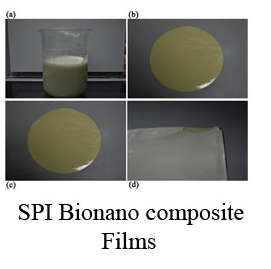 (a)
(b)
(c)
(d)
SPI Bionano composite
Films